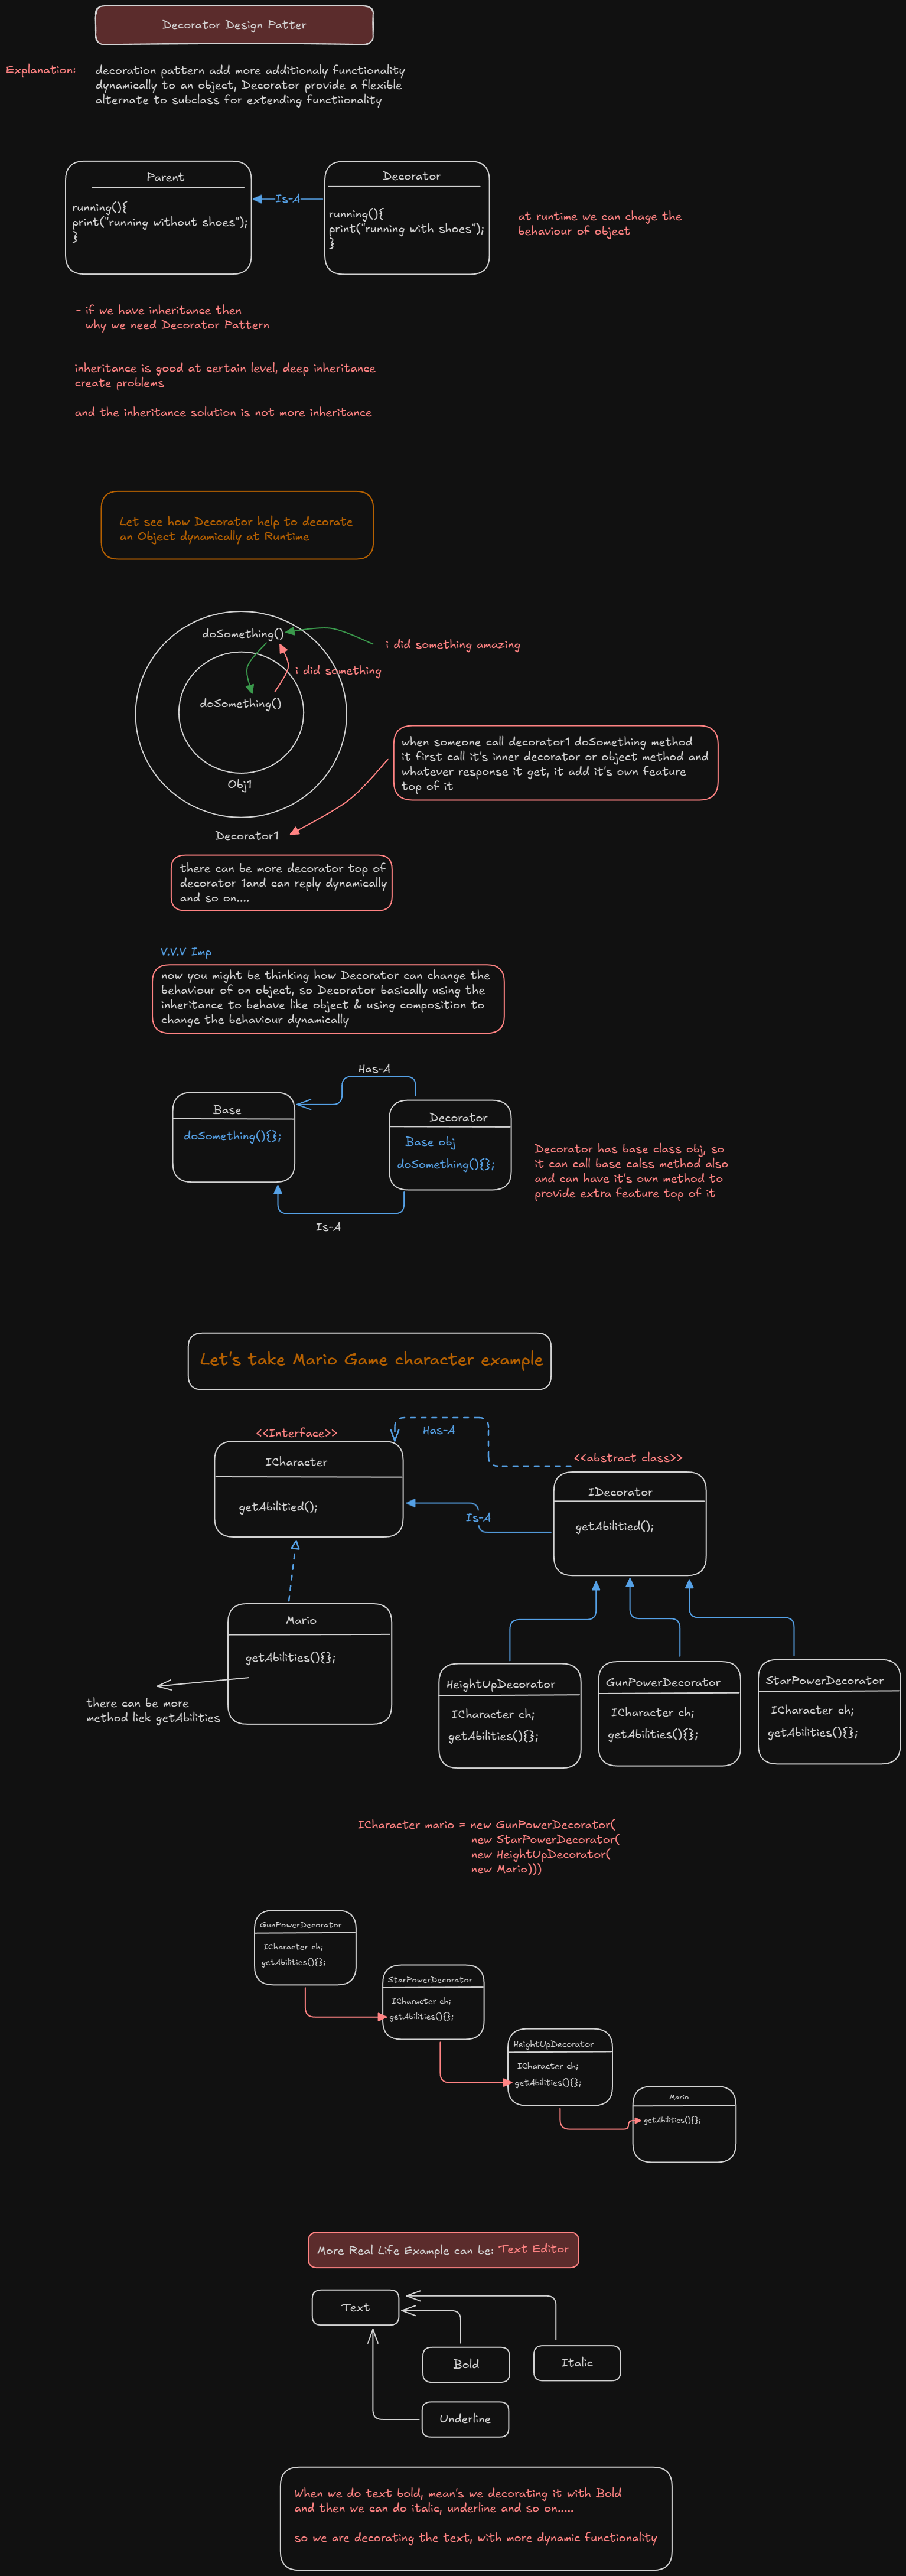 Decorator Design Patter
Explanation:
decoration pattern add more additionaly functionality
dynamically to an object, Decorator provide a flexible
alternate to subclass for extending functiionality
Parent
running(){
print("running without shoes");
}
Is-A
Decorator
running(){
print("running with shoes");
}
at runtime we can chage the
behaviour of object
- if we have inheritance then
why we need Decorator Pattern
inheritance is good at certain level, deep inheritance
create problems
and the inheritance solution is not more inheritance
Let see how Decorator help to decorate
an Object dynamically at Runtime
doSomething()
i did something amazing
i did something
doSomething()
Obj1
Decorator1
when someone call decorator1 doSomething method
it first call it's inner decorator or object method and
whatever response it get, it add it's own feature
top of it
there can be more decorator top of
decorator 1and can reply dynamically
and so on....
V.V.V Imp
now you might be thinking how Decorator can change the
behaviour of on object, so Decorator basically using the
inheritance to behave like object & using composition to
change the behaviour dynamically
Has-A
Base
doSomething(){};
Decorator
Base obj
doSomething(){};
Is-A
Decorator has base class obj, so
it can call base calss method also
and can have it's own method to
provide extra feature top of it
Let's take Mario Game character example
<<Interface>>
ICharacter
getAbilitied();
Has-A
Is-A
<<abstract class>>
IDecorator
getAbilitied();
Mario
getAbilities(){};
there can be more
method liek getAbities
HeightUpDecorator
ICharacter ch;
getAbilities(){};
GunPowerDecorator
ICharacter ch;
getAbilities(){};
StarPowerDecorator
ICharacter ch;
getAbilities(){};
ICharacter mario = new GunPowerDecorator(
new StarPowerDecorator(
new HeightUpDecorator(
new Mario)))
GunPowerDecorator
ICharacter ch;
getAbilities(){};
StarPowerDecorator
ICharacter ch;
getAbilities(){};
HeightUpDecorator
ICharacter ch;
getAbilities(){};
Mario
getAbilities(){};
More Real Life Example can be: Text Editor
Text
Bold
Italic
Underline
When we do text bold, mean's we decorating it with Bold
and then we can do italic, underline and so on.....
so we are decorating the text, with more dynamic functionality